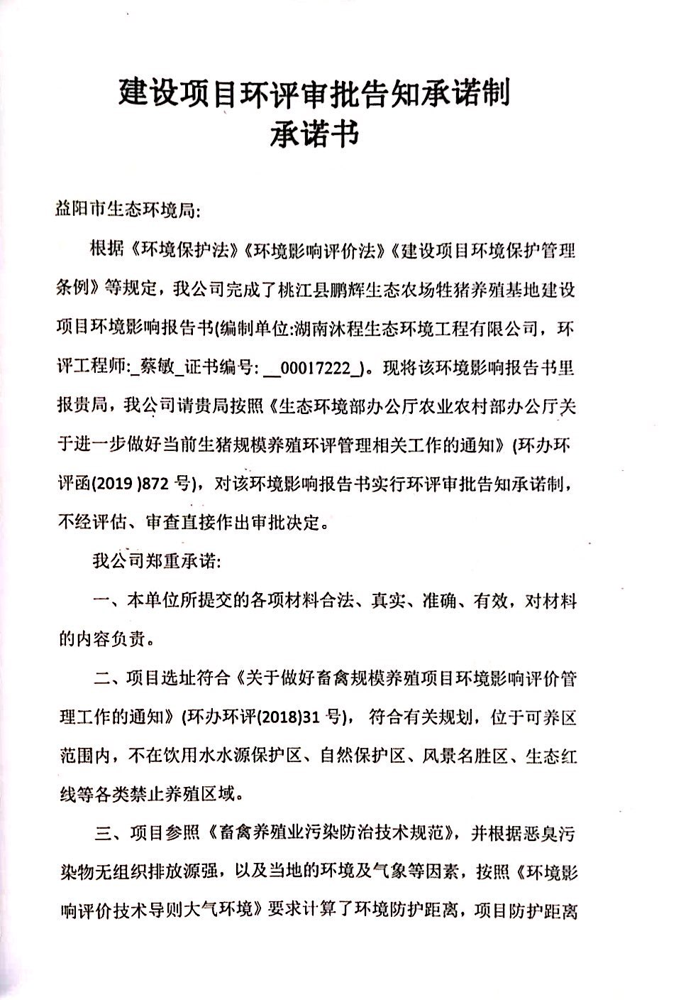 建设项目环评审批告知承诺制
承诺书
益阳市生态环境局:
根据《环境保护法》《环境影响评价法》《建设项目环境保护管理
条例》等规定，我公司完成了桃江县鹏辉生态农场牲猪养殖基地建设
项目环境影响报告书(编制单位:湖南沐程生态环境工程有限公司，环
评工程师:_蔡敏_证书编号: __00017222_)。现将该环境影响报告书里
报贵局，我公司请贵局按照《生态环境部办公厅农业农村部办公厅关
于进一步做好当前生猪规模养殖环评管理相关工作的通知》(环办环
评函(2019 )872 号)，对该环境影响报告书实行环评审批告知承诺制，
不经评估、审查直接作出审批决定。
我公司郑重承诺:
一、本单位所提交的各项材料合法、真实、准确、有效，对材料
的内容负责。
二、项目选址符合《关于做好畜禽规模养殖项目环境影响评价管
理工作的通知》(环办环评(2018)31 号)， 符合有关规划，位于可养区
范围内，不在饮用水水源保护区、自然保护区、风景名胜区、生态红
线等各类禁止养殖区域。
三、项目参照《畜禽养殖业污染防治技术规范》，并根据恶臭污
染物无组织排放源强，以及当地的环境及气象等因素，按照《环境影
响评价技术导则大气环境》要求计算了环境防护距离，项目防护距离